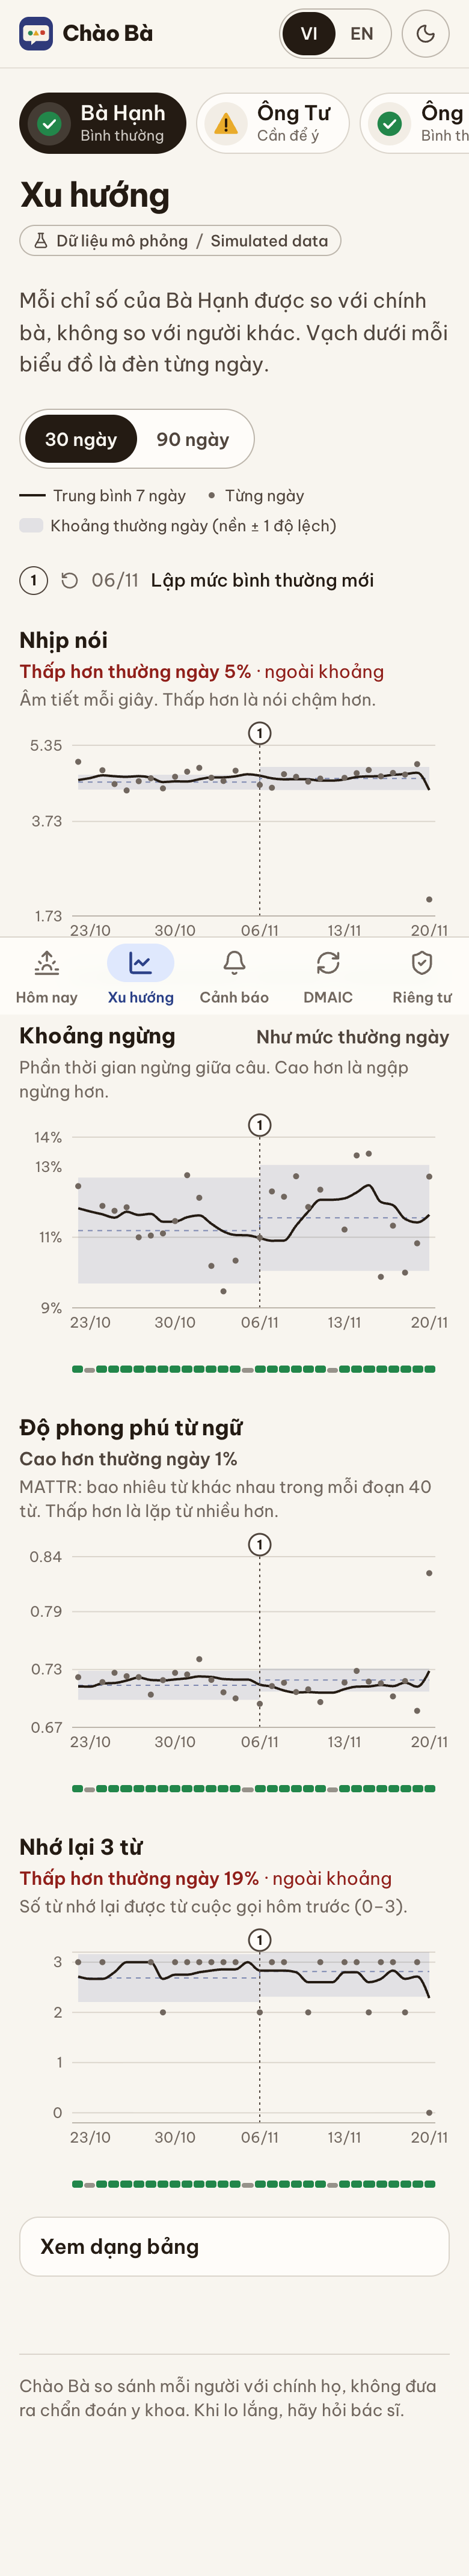 Chào Bà
VI EN
Bà Hạnh
Bình thường
Ông Tư
Cần để ý
Ông
Bình th
Xu hướng
Dữ liệu mô phỏng / Simulated data
Mỗi chỉ số của Bà Hạnh được so với chính
bà, không so với người khác. Vạch dưới mỗi
biểu đồ là đèn từng ngày.
30 ngày 90 ngày
Trung bình 7 ngày Từng ngày
Khoảng thường ngày (nền ± 1 độ lệch)
1 06/11 Lập mức bình thường mới
Nhịp nói
Thấp hơn thường ngày 5% · ngoài khoảng
Âm tiết mỗi giây. Thấp hơn là nói chậm hơn.
1
5.35
3.73
1.73
23/10 30/10 06/11 13/11 20/11
Hôm nay Xu hướng Cảnh báo DMAIC Riêng tư
Khoảng ngừng Như mức thường ngày
Phần thời gian ngừng giữa câu. Cao hơn là ngập
ngừng hơn.
1
14%
13%
11%
9%
23/10 30/10 06/11 13/11 20/11
Độ phong phú từ ngữ
Cao hơn thường ngày 1%
MATTR: bao nhiêu từ khác nhau trong mỗi đoạn 40
từ. Thấp hơn là lặp từ nhiều hơn.
1
0.84
0.79
0.73
0.67
23/10 30/10 06/11 13/11 20/11
Nhớ lại 3 từ
Thấp hơn thường ngày 19% · ngoài khoảng
Số từ nhớ lại được từ cuộc gọi hôm trước (0–3).
1
3
2
1
0
23/10 30/10 06/11 13/11 20/11
Xem dạng bảng
Chào Bà so sánh mỗi người với chính họ, không đưa
ra chẩn đoán y khoa. Khi lo lắng, hãy hỏi bác sĩ.